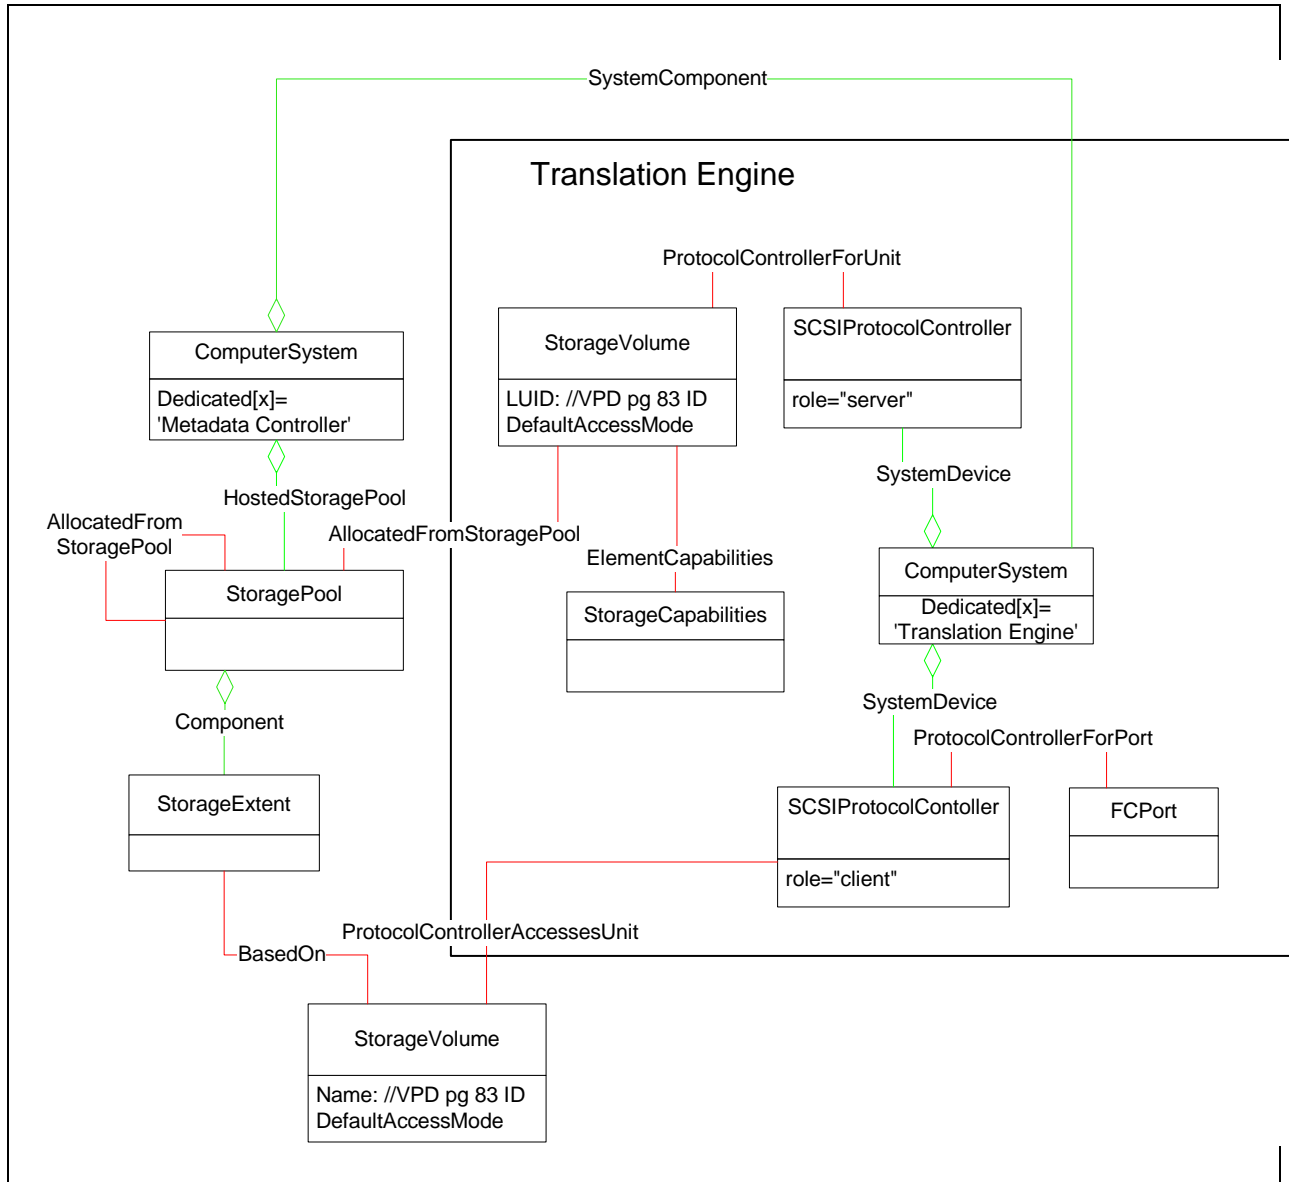 SystemComponent
Translation Engine
ProtocolControllerForUnit
StorageVolume
LUID: //VPD pg 83 ID
DefaultAccessMode
SCSIProtocolController
role="server"
ComputerSystem
Dedicated[x]=
'Metadata Controller'
SystemDevice
HostedStoragePool
AllocatedFrom
StoragePool
AllocatedFromStoragePool
ElementCapabilities
ComputerSystem
Dedicated[x]=
'Translation Engine'
StoragePool
StorageCapabilities
SystemDevice
Component
ProtocolControllerForPort
StorageExtent
SCSIProtocolContoller
role="client"
FCPort
ProtocolControllerAccessesUnit
BasedOn
StorageVolume
Name: //VPD pg 83 ID
DefaultAccessMode